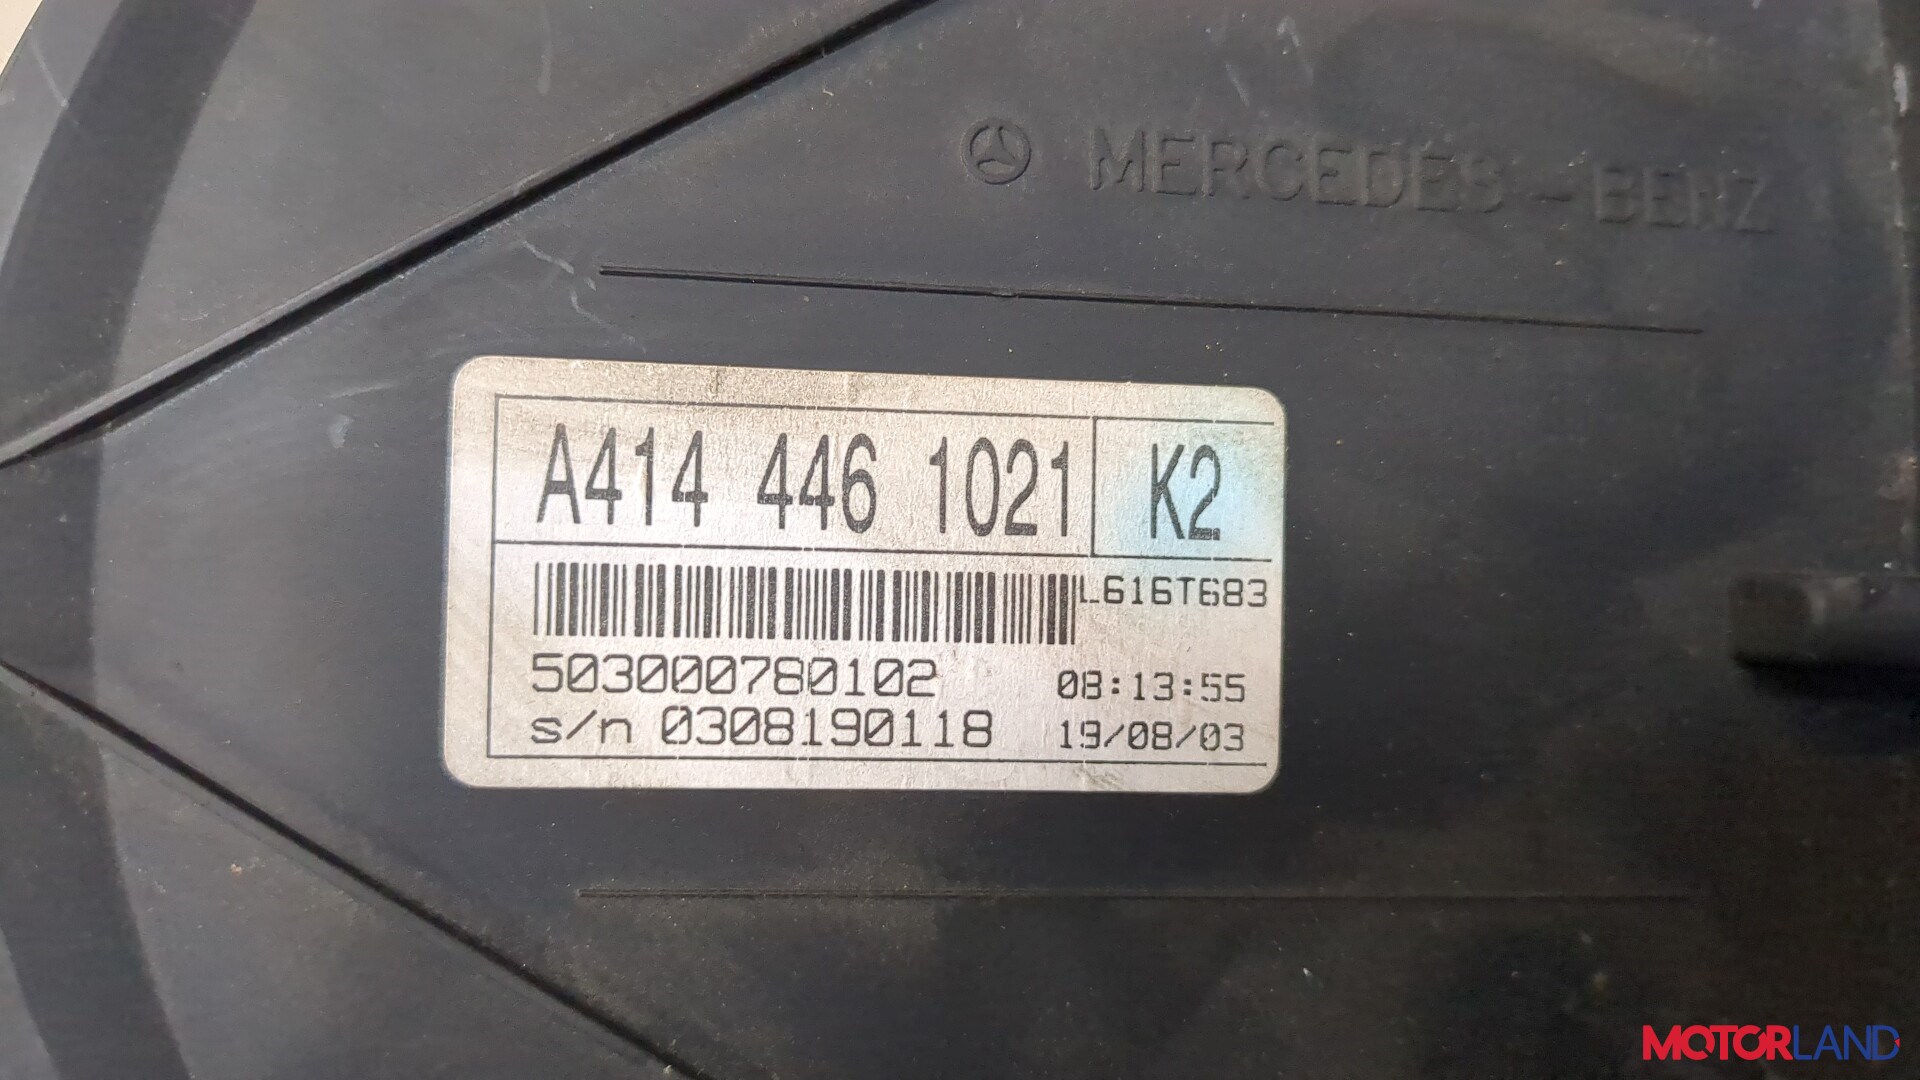 MERCEDES-BENZ
A414 446 1021 K2
L616T683
503000780102 08:13:55
s/n 0308190118 19/08/03
MOTORLAND